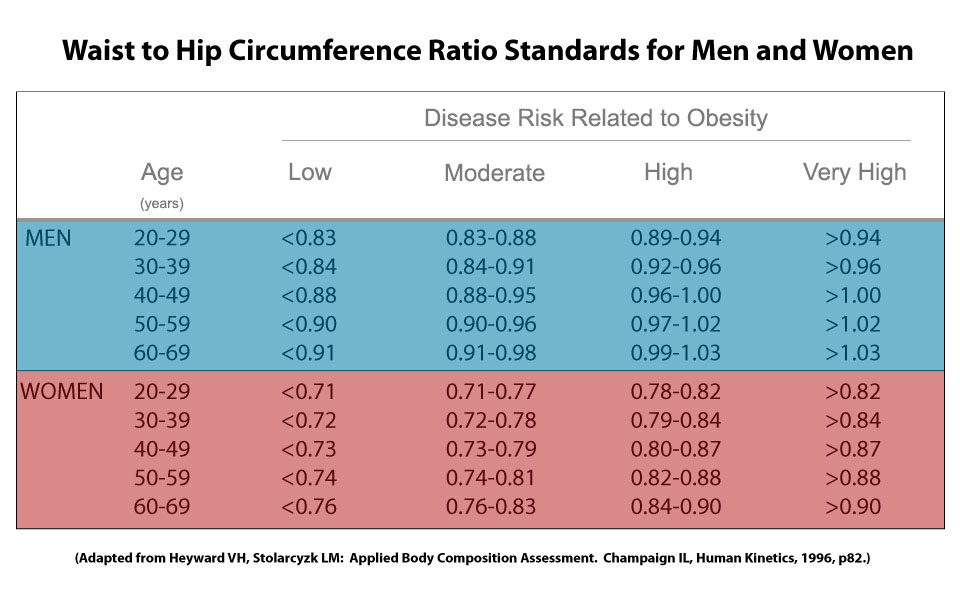 Waist to Hip Circumference Ratio Standards for Men and Women
Disease Risk Related to Obesity
Age Low Moderate High Very High
(years)
MEN 20-29 <0.83 0.83-0.88 0.89-0.94 >0.94
30-39 <0.84 0.84-0.91 0.92-0.96 >0.96
40-49 <0.88 0.88-0.95 0.96-1.00 >1.00
50-59 <0.90 0.90-0.96 0.97-1.02 >1.02
60-69 <0.91 0.91-0.98 0.99-1.03 >1.03
WOMEN 20-29 <0.71 0.71-0.77 0.78-0.82 >0.82
30-39 <0.72 0.72-0.78 0.79-0.84 >0.84
40-49 <0.73 0.73-0.79 0.80-0.87 >0.87
50-59 <0.74 0.74-0.81 0.82-0.88 >0.88
60-69 <0.76 0.76-0.83 0.84-0.90 >0.90
(Adapted from Heyward VH, Stolarcyzk LM: Applied Body Composition Assessment. Champaign IL, Human Kinetics, 1996, p82.)